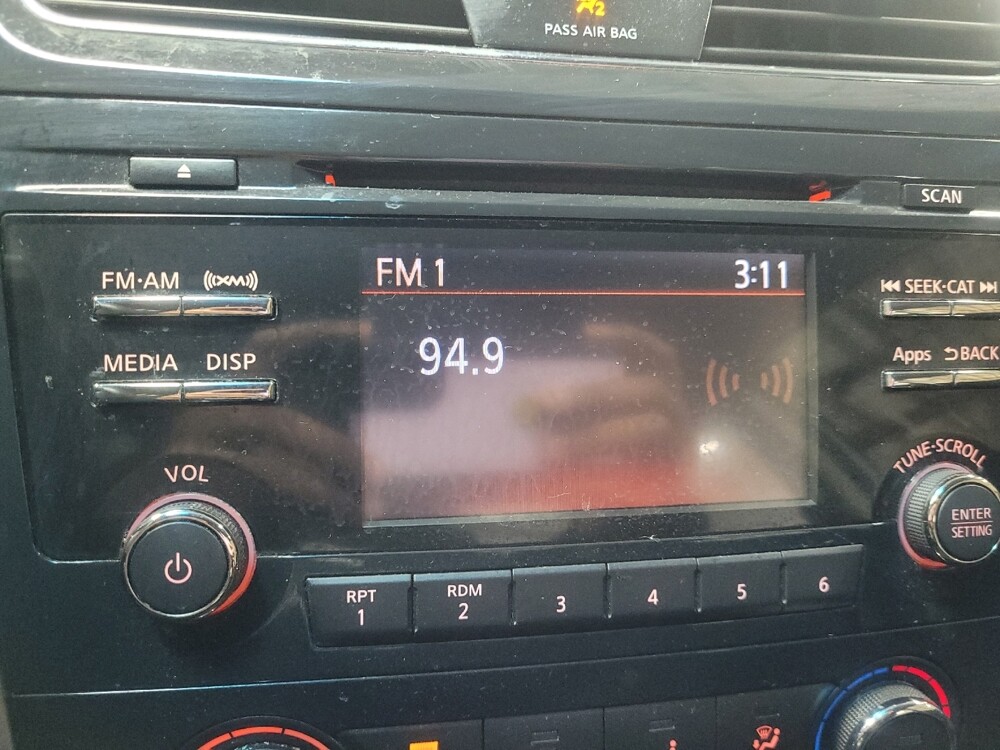 PASS AIR BAG
SCAN
FM·AM (((XM)))
FM 1 3:11
SEEK·CAT
MEDIA DISP
94.9
Apps BACK
VOL
TUNE·SCROLL
ENTER
SETTING
RPT
1
RDM
2
3
4
5
6